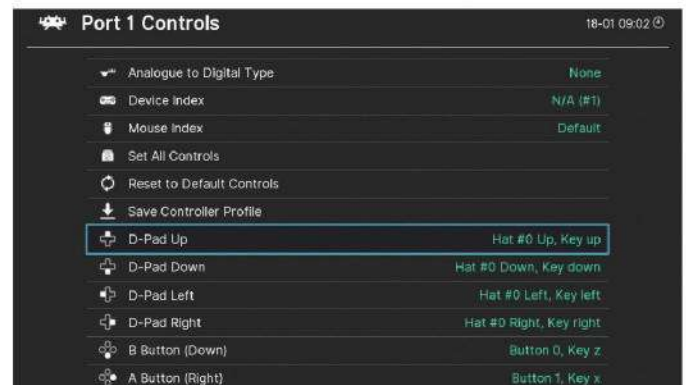 Port 1 Controls 18-01 09:02
Analogue to Digital Type None
Device Index N/A (#1)
Mouse Index Default
Set All Controls
Reset to Default Controls
Save Controller Profile
D-Pad Up Hat #0 Up, Key up
D-Pad Down Hat #0 Down, Key down
D-Pad Left Hat #0 Left, Key left
D-Pad Right Hat #0 Right, Key right
B Button (Down) Button 0, Key z
A Button (Right) Button 1, Key x